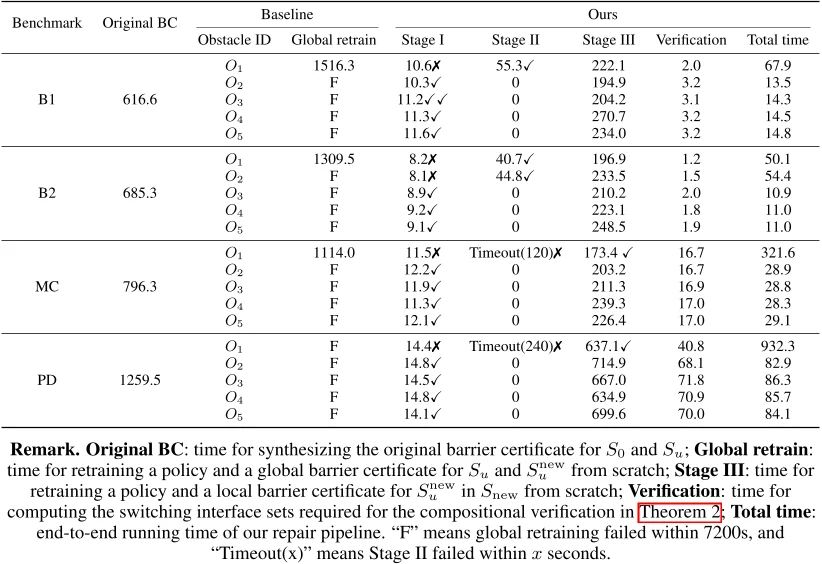 Benchmark Original BC Baseline Ours
Obstacle ID Global retrain Stage I Stage II Stage III Verification Total time
B1 616.6
O1 1516.3 10.6✗ 55.3✓ 222.1 2.0 67.9
O2 F 10.3✓ 0 194.9 3.2 13.5
O3 F 11.2✓✓ 0 204.2 3.1 14.3
O4 F 11.3✓ 0 270.7 3.2 14.5
O5 F 11.6✓ 0 234.0 3.2 14.8
B2 685.3
O1 1309.5 8.2✗ 40.7✓ 196.9 1.2 50.1
O2 F 8.1✗ 44.8✓ 233.5 1.5 54.4
O3 F 8.9✓ 0 210.2 2.0 10.9
O4 F 9.2✓ 0 223.1 1.8 11.0
O5 F 9.1✓ 0 248.5 1.9 11.0
MC 796.3
O1 1114.0 11.5✗ Timeout(120)✗ 173.4 ✓ 16.7 321.6
O2 F 12.2✓ 0 203.2 16.7 28.9
O3 F 11.9✓ 0 211.3 16.9 28.8
O4 F 11.3✓ 0 239.3 17.0 28.3
O5 F 12.1✓ 0 226.4 17.0 29.1
PD 1259.5
O1 F 14.4✗ Timeout(240)✗ 637.1✓ 40.8 932.3
O2 F 14.8✓ 0 714.9 68.1 82.9
O3 F 14.5✓ 0 667.0 71.8 86.3
O4 F 14.8✓ 0 634.9 70.9 85.7
O5 F 14.1✓ 0 699.6 70.0 84.1
Remark. Original BC: time for synthesizing the original barrier certificate for S0 and Su; Global retrain:
time for retraining a policy and a global barrier certificate for Su and Su^new from scratch; Stage III: time for
retraining a policy and a local barrier certificate for Su^new in Snew from scratch; Verification: time for
computing the switching interface sets required for the compositional verification in Theorem 2; Total time:
end-to-end running time of our repair pipeline. “F” means global retraining failed within 7200s, and
“Timeout(x)” means Stage II failed within x seconds.